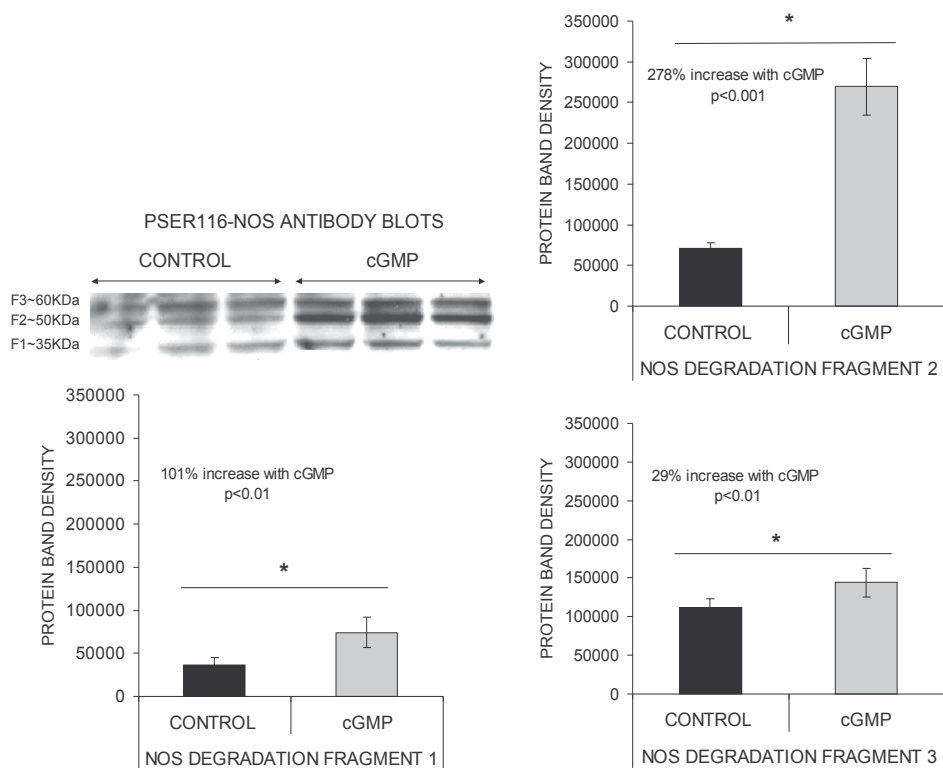 PSER116-NOS ANTIBODY BLOTS
CONTROL
cGMP
F3~60KDa
F2~50KDa
F1~35KDa
PROTEIN BAND DENSITY
350000
300000
250000
200000
150000
100000
50000
0
278% increase with cGMP
p<0.001
*
CONTROL
cGMP
NOS DEGRADATION FRAGMENT 2
PROTEIN BAND DENSITY
350000
300000
250000
200000
150000
100000
50000
0
101% increase with cGMP
p<0.01
*
CONTROL
cGMP
NOS DEGRADATION FRAGMENT 1
PROTEIN BAND DENSITY
350000
300000
250000
200000
150000
100000
50000
0
29% increase with cGMP
p<0.01
*
CONTROL
cGMP
NOS DEGRADATION FRAGMENT 3